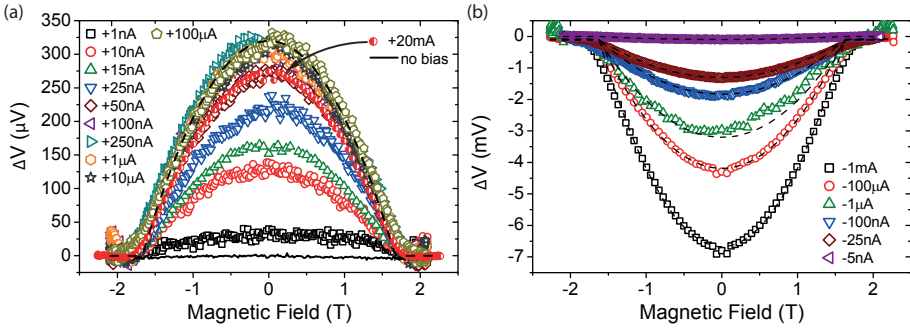 (a)
350
300
250
200
150
100
50
0
ΔV (μV)
+1nA
+10nA
+15nA
+25nA
+50nA
+100nA
+250nA
+1μA
+10μA
+100μA
+20mA
no bias
-2
-1
0
1
2
Magnetic Field (T)
(b)
0
-1
-2
-3
-4
-5
-6
-7
ΔV (mV)
-1mA
-100μA
-1μA
-100nA
-25nA
-5nA
-2
-1
0
1
2
Magnetic Field (T)